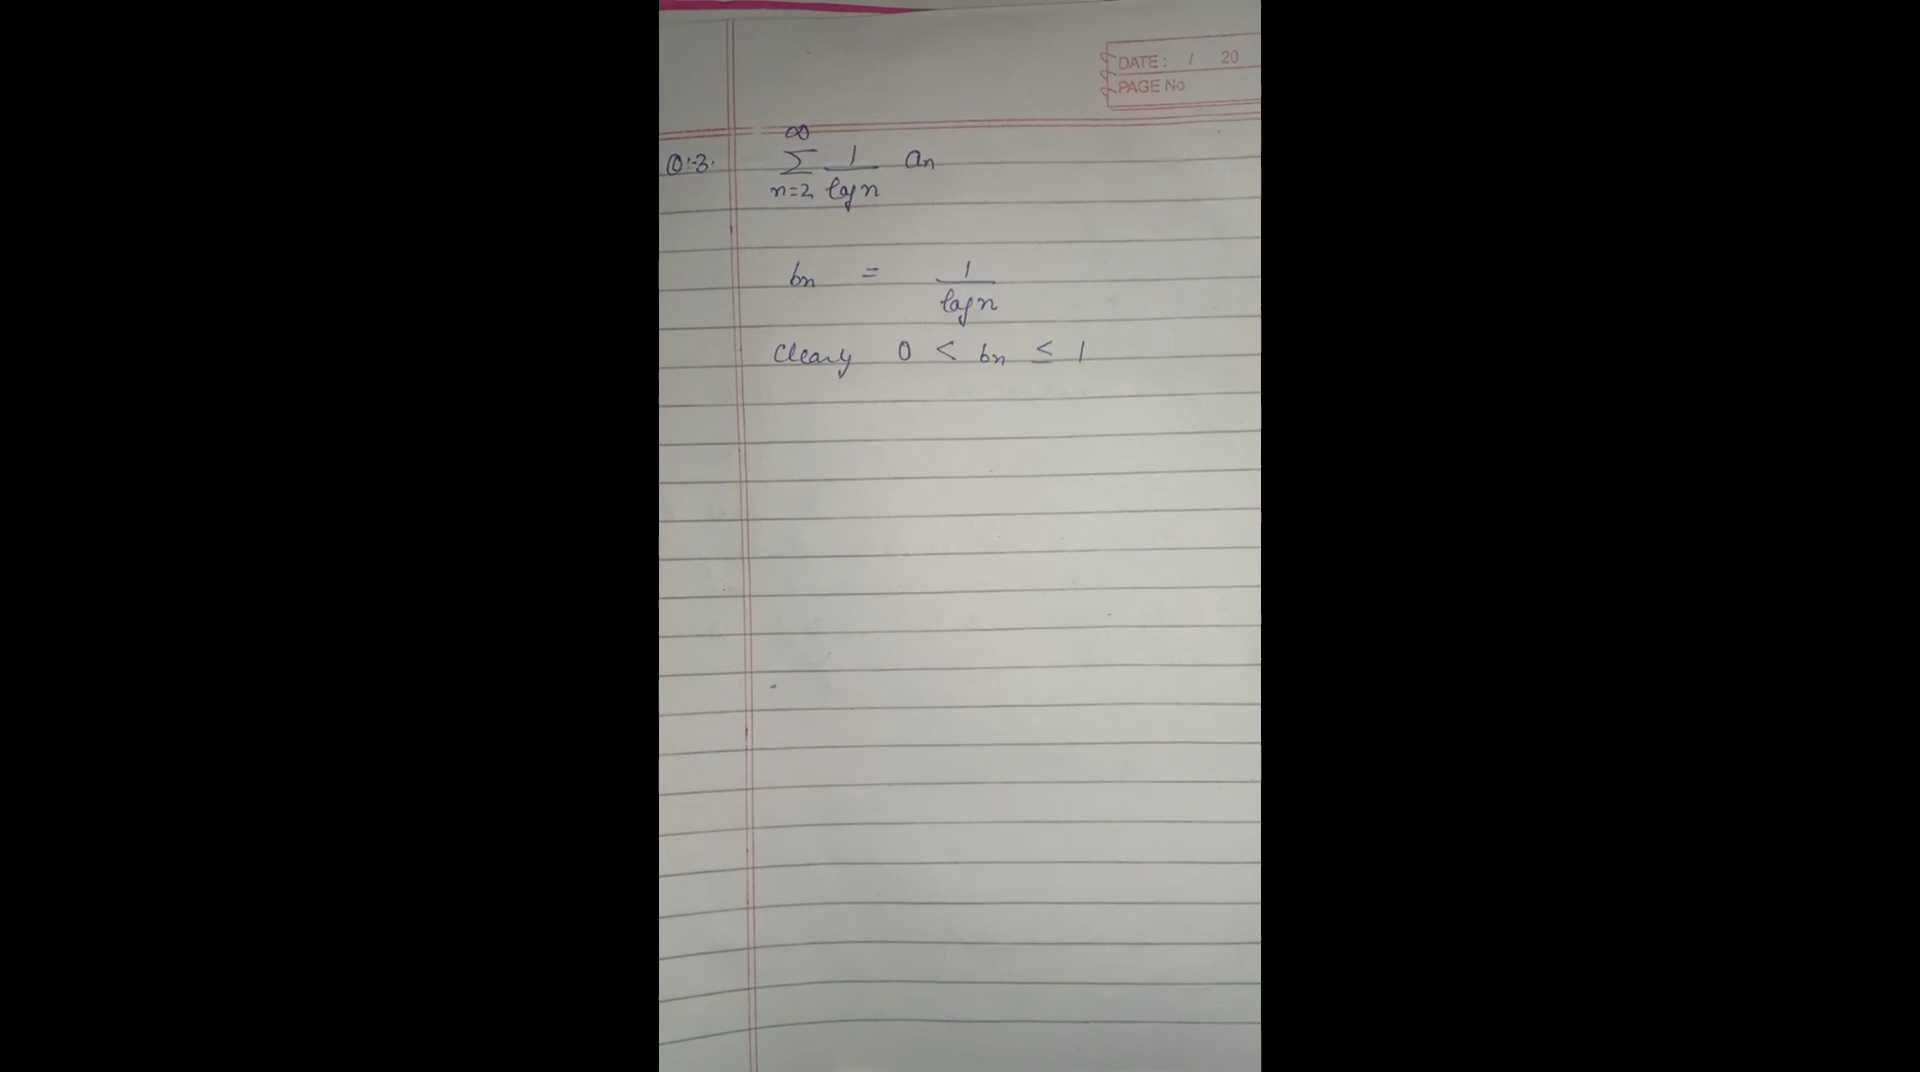 DATE: / 20
PAGE No
Q:-3. ∞ Σ n=2 1/log n an
bn = 1/log n
Clearly 0 < bn ≤ 1